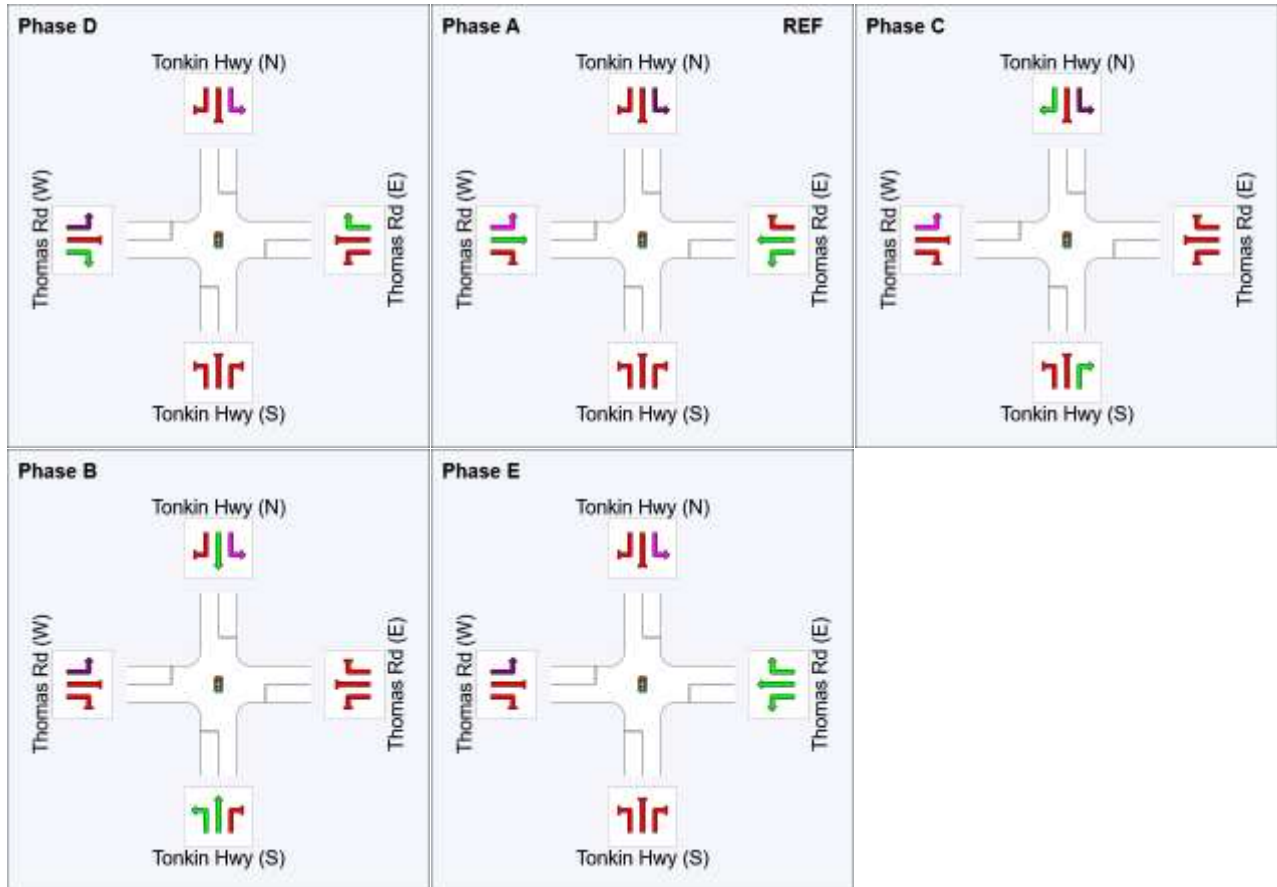 Phase D
Tonkin Hwy (N)
Thomas Rd (W)
Thomas Rd (E)
Tonkin Hwy (S)
Phase A REF
Tonkin Hwy (N)
Thomas Rd (W)
Thomas Rd (E)
Tonkin Hwy (S)
Phase C
Tonkin Hwy (N)
Thomas Rd (W)
Thomas Rd (E)
Tonkin Hwy (S)
Phase B
Tonkin Hwy (N)
Thomas Rd (W)
Thomas Rd (E)
Tonkin Hwy (S)
Phase E
Tonkin Hwy (N)
Thomas Rd (W)
Thomas Rd (E)
Tonkin Hwy (S)